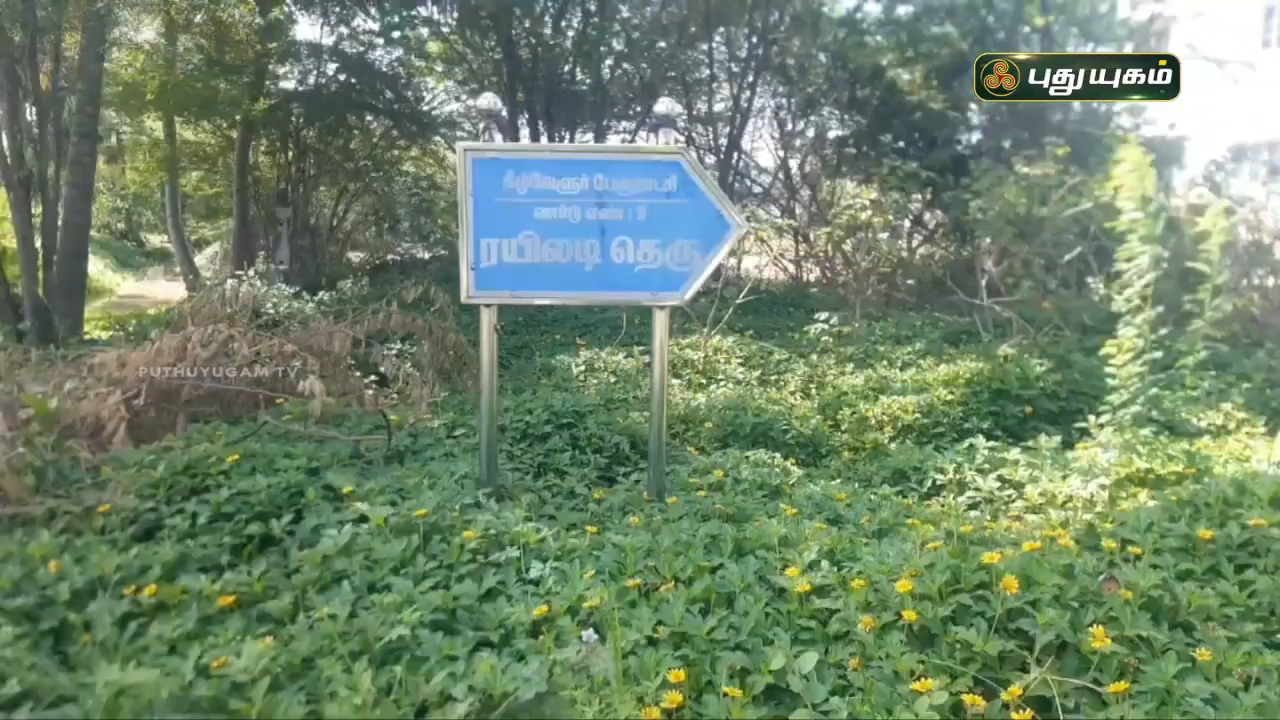 புதுயுகம்
கீழ்வேளூர் பேரூராட்சி
வார்டு எண் : 9
ரயிலடி தெரு
PUTHUYUGAM TV